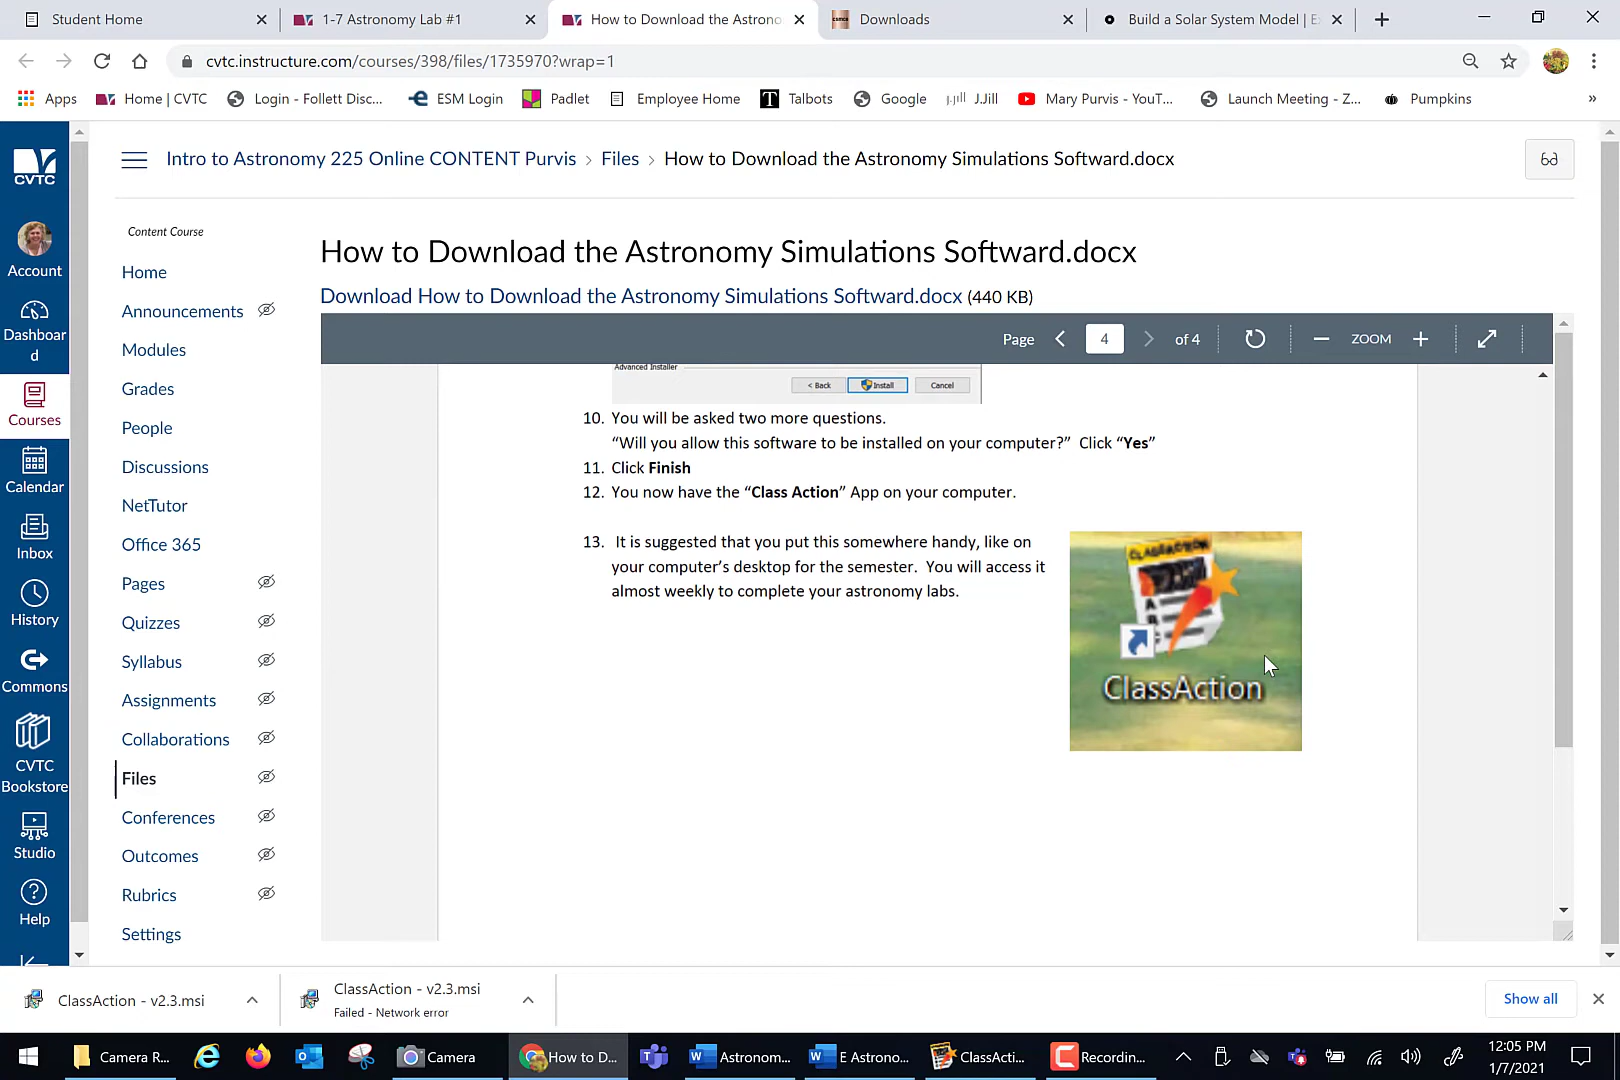 Student Home
1-7 Astronomy Lab #1
How to Download the Astrono
Downloads
Build a Solar System Model | E
cvtc.instructure.com/courses/398/files/1735970?wrap=1
Apps
Home | CVTC
Login - Follett Disc...
ESM Login
Padlet
Employee Home
T
Talbots
Google
J.Jill
Mary Purvis - YouT...
Launch Meeting - Z...
Pumpkins
»
CVTC
Account
Dashboar
d
Courses
Calendar
Inbox
History
Commons
CVTC
Bookstore
Studio
Help
Intro to Astronomy 225 Online CONTENT Purvis › Files › How to Download the Astronomy Simulations Softward.docx
Content Course
Home
Announcements
Modules
Grades
People
Discussions
NetTutor
Office 365
Pages
Quizzes
Syllabus
Assignments
Collaborations
Files
Conferences
Outcomes
Rubrics
Settings
How to Download the Astronomy Simulations Softward.docx
Download How to Download the Astronomy Simulations Softward.docx (440 KB)
Page 4 of 4 ZOOM
Advanced Installer
< Back Install Cancel
10. You will be asked two more questions.
“Will you allow this software to be installed on your computer?” Click “Yes”
11. Click Finish
12. You now have the “Class Action” App on your computer.
13. It is suggested that you put this somewhere handy, like on
your computer’s desktop for the semester. You will access it
almost weekly to complete your astronomy labs.
CLASSACTION
ClassAction
ClassAction - v2.3.msi
ClassAction - v2.3.msi
Failed - Network error
Show all
Camera R...
Camera
How to D...
Astronom...
E Astrono...
ClassActi...
Recordin...
12:05 PM
1/7/2021